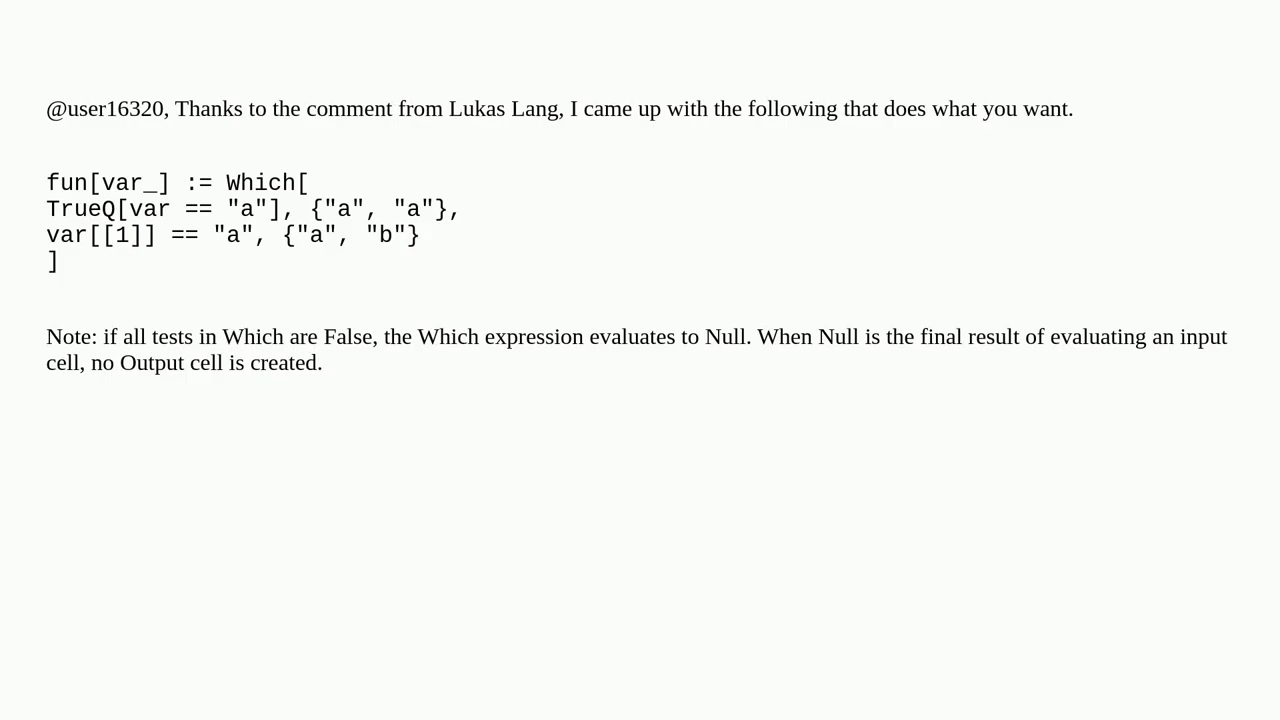 @user16320, Thanks to the comment from Lukas Lang, I came up with the following that does what you want.
fun[var_] := Which[
TrueQ[var == "a"], {"a", "a"},
var[[1]] == "a", {"a", "b"}
]
Note: if all tests in Which are False, the Which expression evaluates to Null. When Null is the final result of evaluating an input
cell, no Output cell is created.